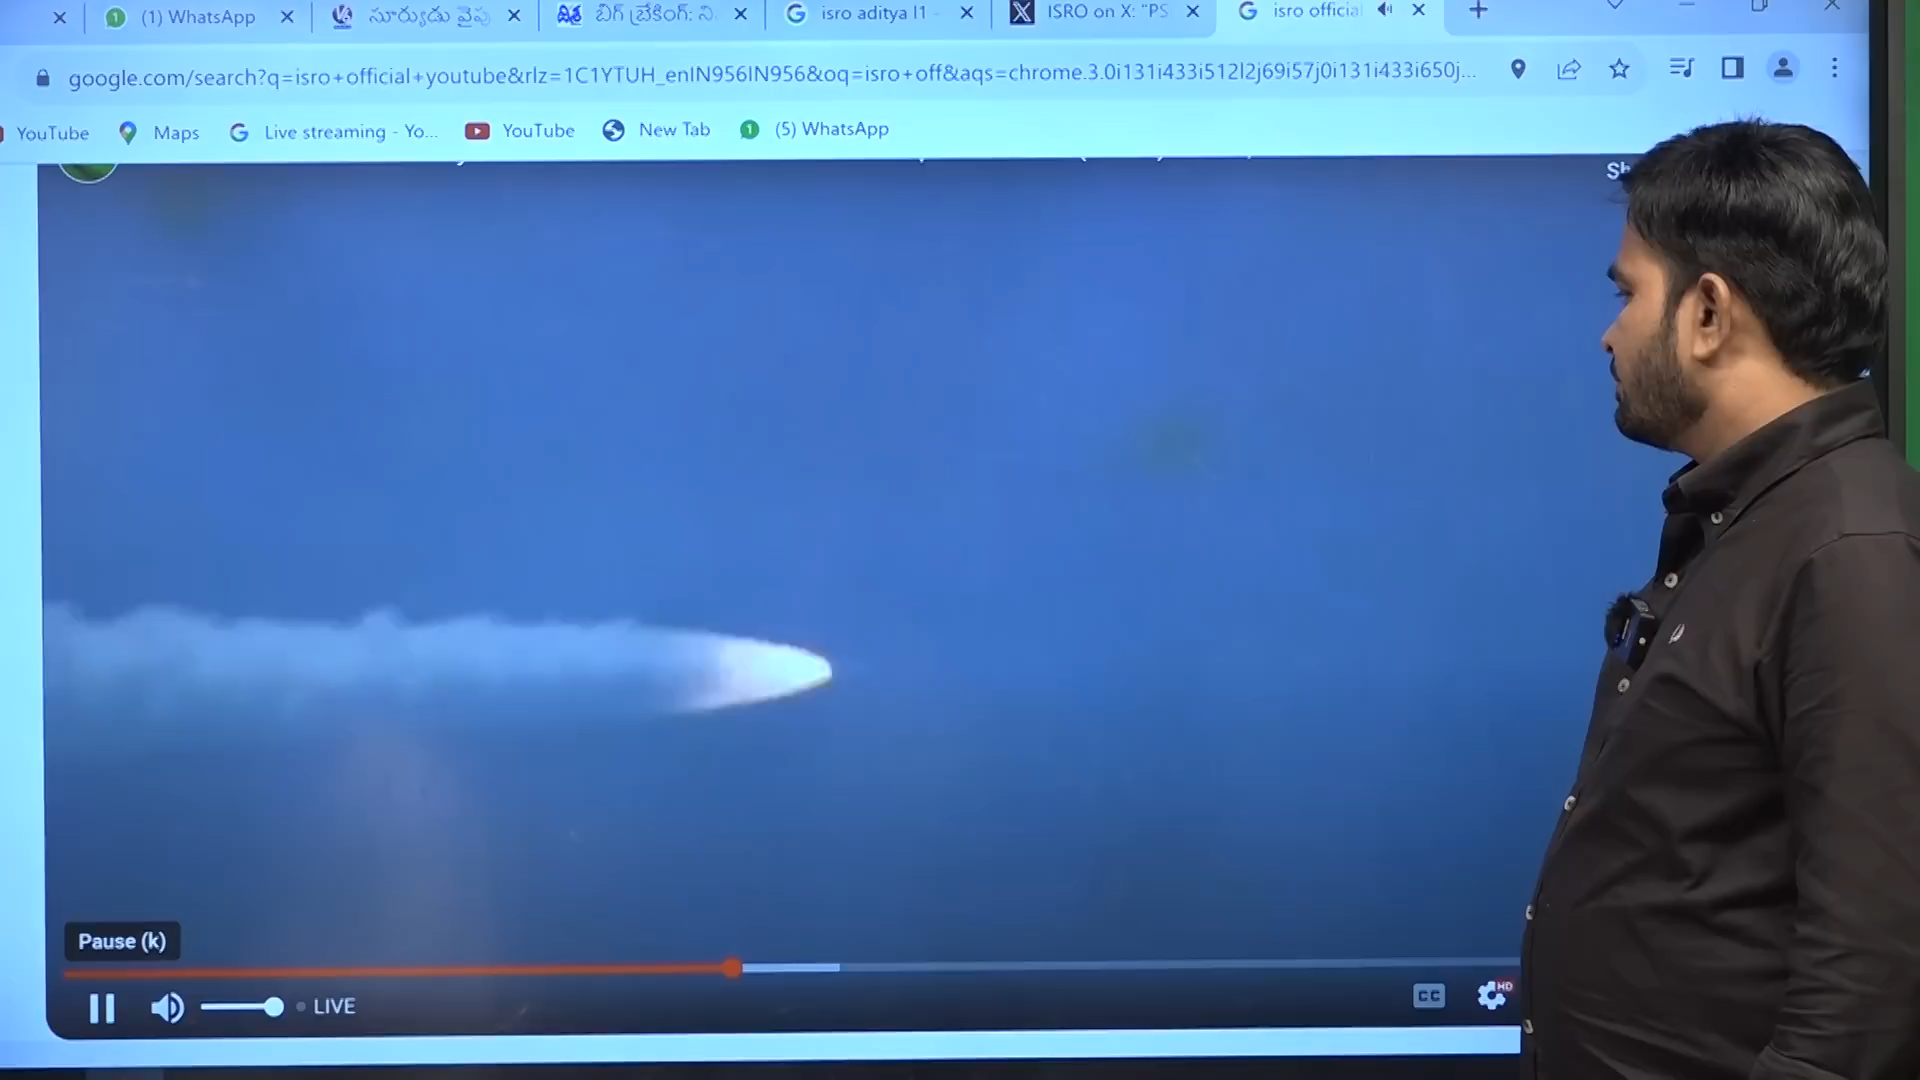 (1) WhatsApp
సూర్యుడు వైపు
దిశ
బిగ్ బ్రేకింగ్: ని
isro aditya l1 -
ISRO on X: "PS
isro official
google.com/search?q=isro+official+youtube&rlz=1C1YTUH_enIN956IN956&oq=isro+off&aqs=chrome.3.0i131i433i512l2j69i57j0i131i433i650j...
YouTube
Maps
Live streaming - Yo...
YouTube
New Tab
(5) WhatsApp
Sh
Pause (k)
LIVE
CC
HD